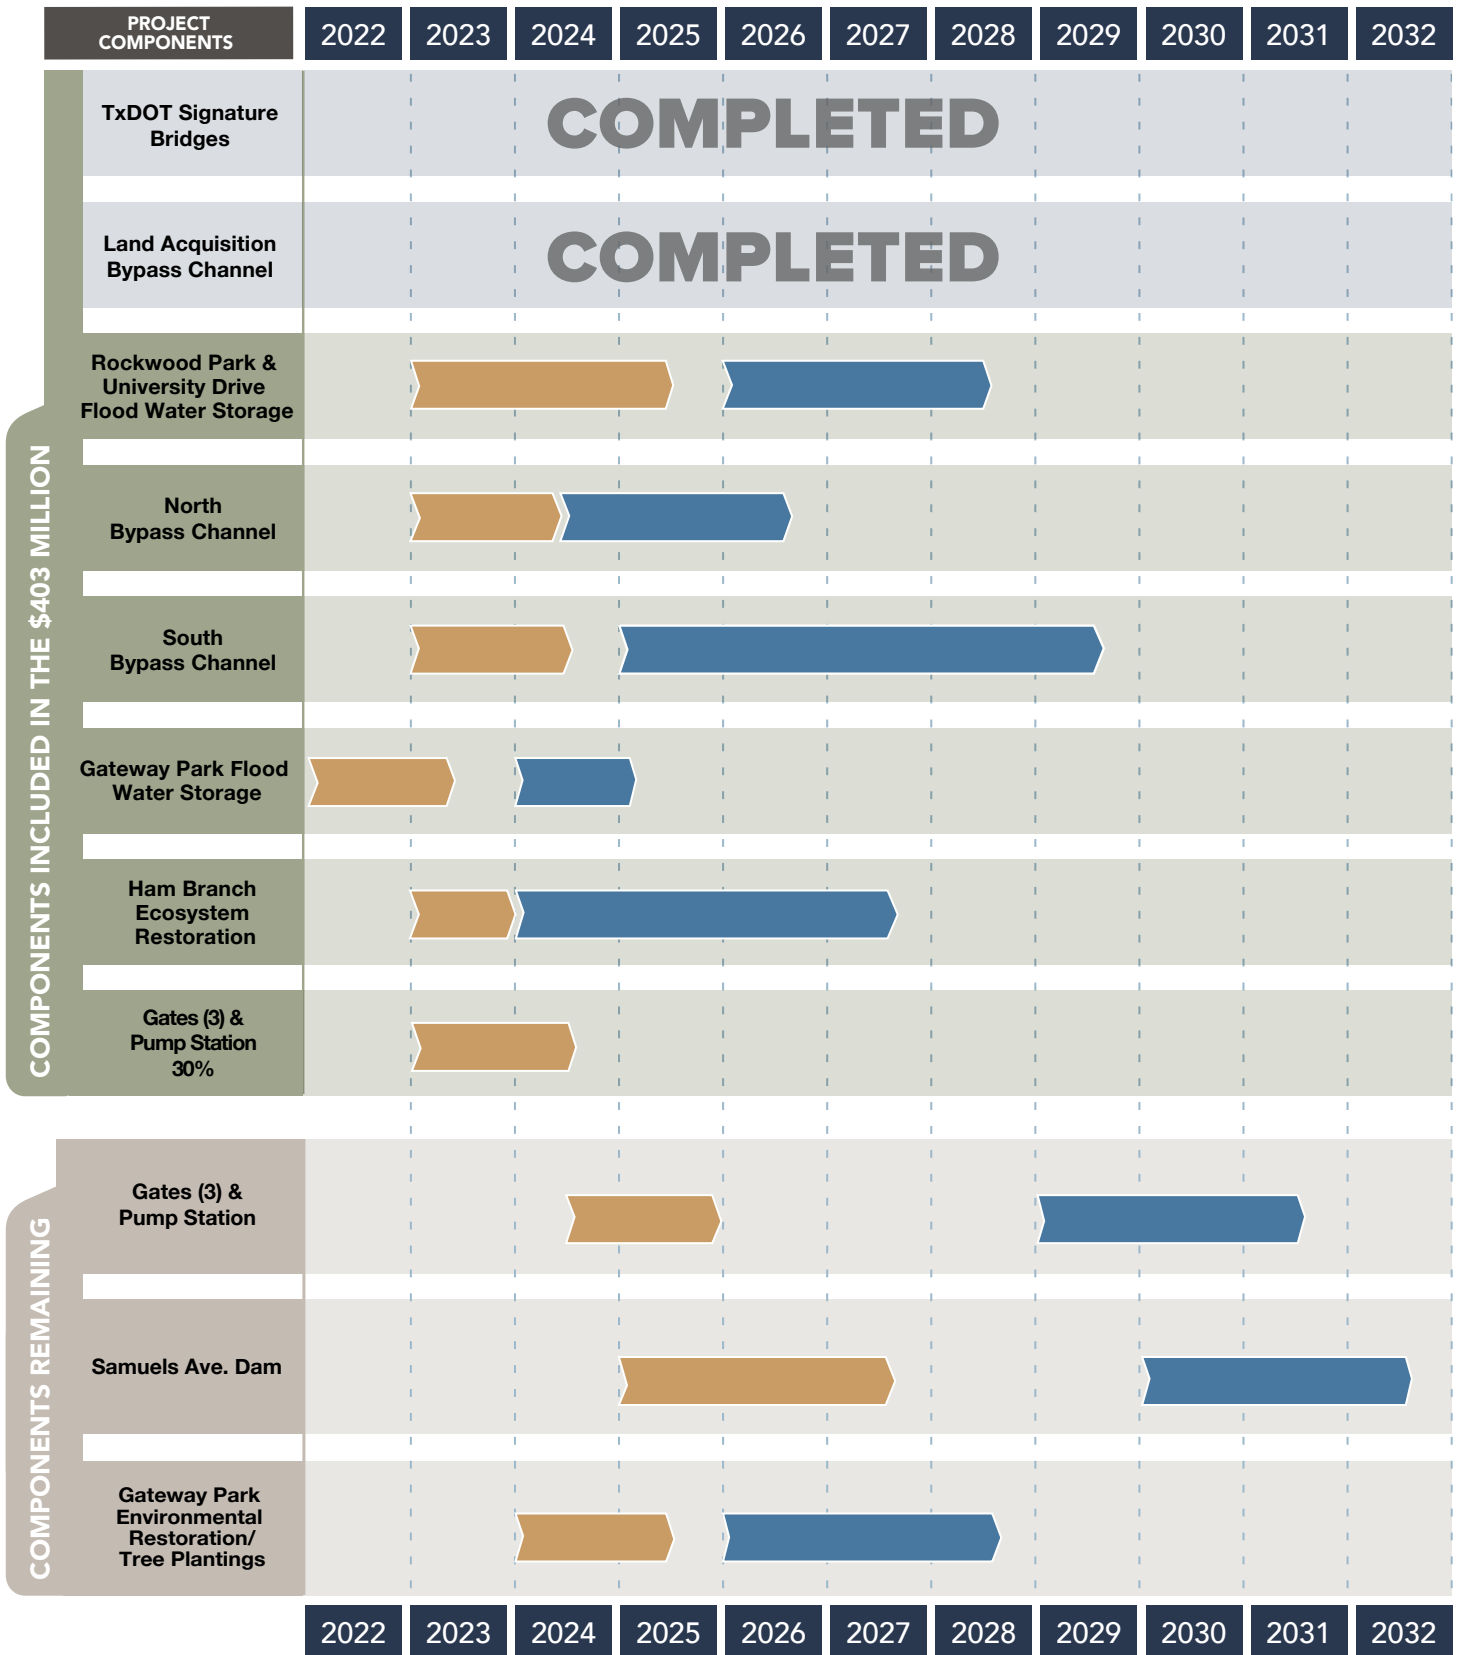 PROJECT
COMPONENTS
2022 2023 2024 2025 2026 2027 2028 2029 2030 2031 2032
COMPONENTS INCLUDED IN THE $403 MILLION
TxDOT Signature
Bridges
COMPLETED
Land Acquisition
Bypass Channel
COMPLETED
Rockwood Park &
University Drive
Flood Water Storage
North
Bypass Channel
South
Bypass Channel
Gateway Park Flood
Water Storage
Ham Branch
Ecosystem
Restoration
Gates (3) &
Pump Station
30%
COMPONENTS REMAINING
Gates (3) &
Pump Station
Samuels Ave. Dam
Gateway Park
Environmental
Restoration/
Tree Plantings
2022 2023 2024 2025 2026 2027 2028 2029 2030 2031 2032